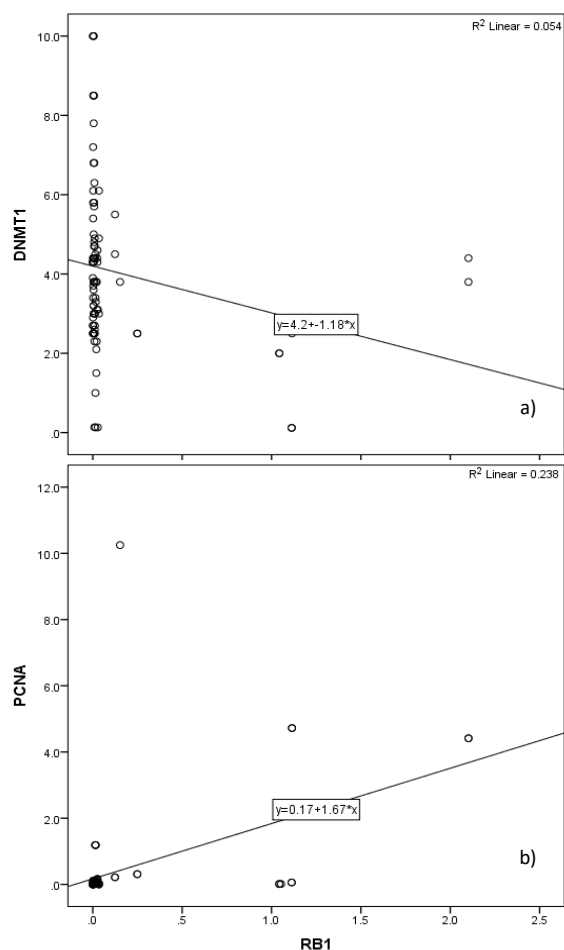 R² Linear = 0.054
10.0
8.0
6.0
DNMT1
4.0
y=4.2+-1.18*x
2.0
a)
.0
R² Linear = 0.238
12.0
10.0
8.0
PCNA
6.0
4.0
y=0.17+1.67*x
2.0
b)
.0
.0 .5 1.0 1.5 2.0 2.5
RB1